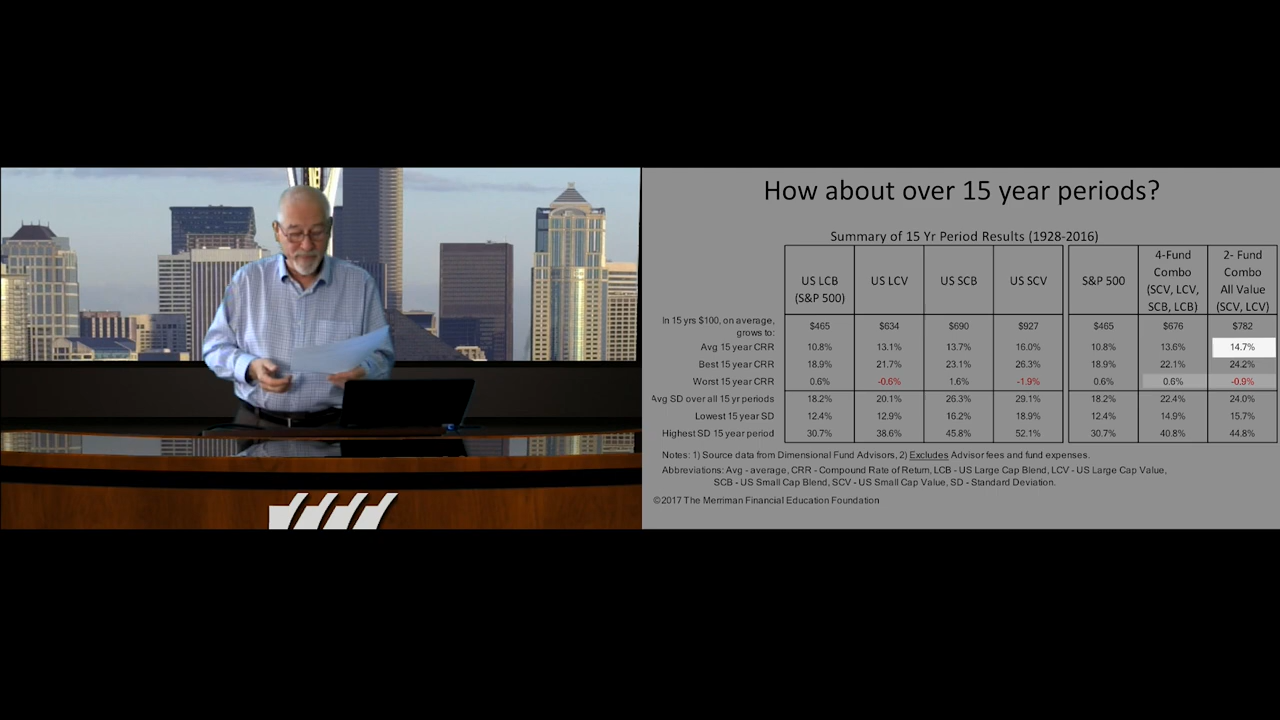 How about over 15 year periods?
Summary of 15 Yr Period Results (1928-2016)
US LCB (S&P 500) US LCV US SCB US SCV S&P 500 4-Fund Combo (SCV, LCV, SCB, LCB) 2- Fund Combo All Value (SCV, LCV)
In 15 yrs $100, on average, grows to: $465 $634 $690 $927 $465 $676 $782
Avg 15 year CRR 10.8% 13.1% 13.7% 16.0% 10.8% 13.6% 14.7%
Best 15 year CRR 18.9% 21.7% 23.1% 26.3% 18.9% 22.1% 24.2%
Worst 15 year CRR 0.6% -0.6% 1.6% -1.9% 0.6% 0.6% -0.9%
Avg SD over all 15 yr periods 18.2% 20.1% 26.3% 29.1% 18.2% 22.4% 24.0%
Lowest 15 year SD 12.4% 12.9% 16.2% 18.9% 12.4% 14.9% 15.7%
Highest SD 15 year period 30.7% 38.6% 45.8% 52.1% 30.7% 40.8% 44.8%
Notes: 1) Source data from Dimensional Fund Advisors, 2) Excludes Advisor fees and fund expenses.
Abbreviations: Avg - average, CRR - Compound Rate of Return, LCB - US Large Cap Blend, LCV - US Large Cap Value,
SCB - US Small Cap Blend, SCV - US Small Cap Value, SD - Standard Deviation.
©2017 The Merriman Financial Education Foundation